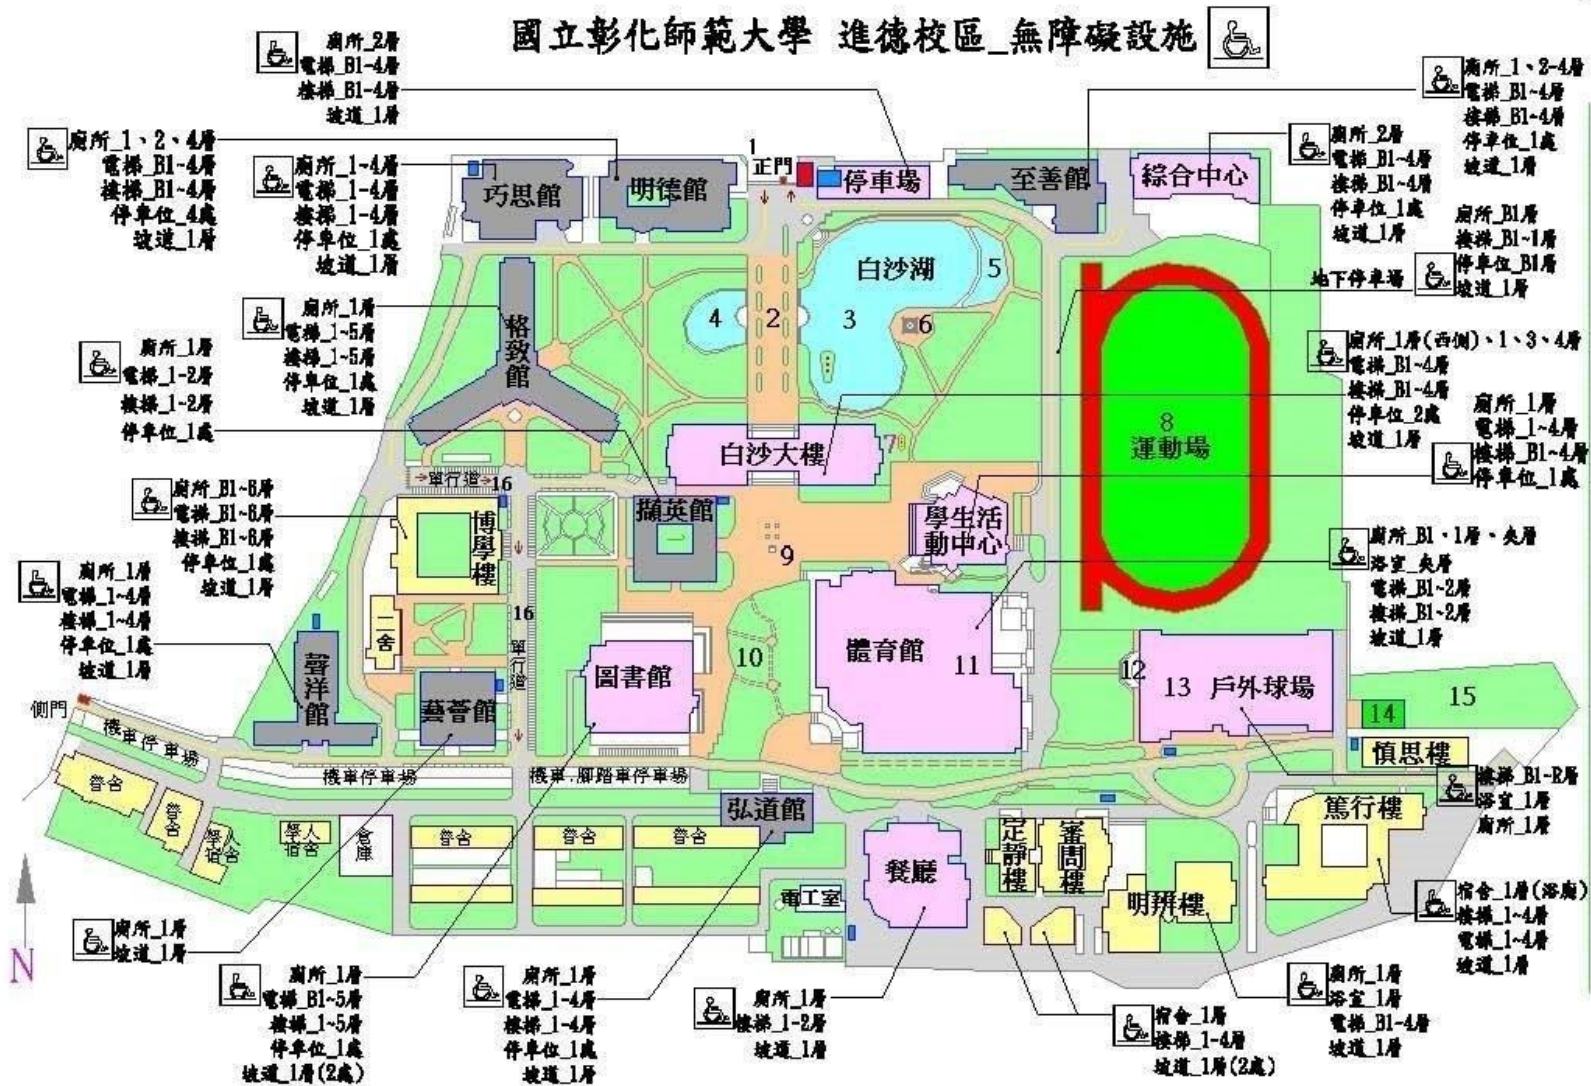 國立彰化師範大學 進德校區_無障礙設施
廁所_2層
電梯_B1-4層
樓梯_B1-4層
坡道_1層
廁所_1、2、4層
電梯_B1~4層
樓梯_B1~4層
停車位_4處
坡道_1層
廁所_1~4層
電梯_1-4層
樓梯_1-4層
停車位_1處
坡道_1層
廁所_1、2-4層
電梯_B1~4層
樓梯_B1~4層
停車位_1處
坡道_1層
廁所_2層
電梯_B1~4層
樓梯_B1~4層
停車位_1處
坡道_1層
廁所_B1層
樓梯_B1~1層
停車位_B1層
坡道_1層
地下停車場
1
正門
巧思館
明德館
停車場
至善館
綜合中心
白沙湖
5
4
2
3
6
廁所_1層
電梯_1~5層
樓梯_1~5層
停車位_1處
坡道_1層
格致館
廁所_1層
電梯_1-2層
樓梯_1-2層
停車位_1處
廁所_1層(西側)、1、3、4層
電梯_B1~4層
樓梯_B1~4層
停車位_2處
坡道_1層
廁所_1層
電梯_1~4層
樓梯_B1~4層
停車位_1處
8
運動場
白沙大樓
7
單行道
16
廁所_B1~6層
電梯_B1~6層
樓梯_B1~6層
停車位_1處
坡道_1層
博學樓
擷英館
學生活
動中心
9
廁所_B1、1層、夾層
浴室_夾層
電梯_B1~2層
樓梯_B1~2層
坡道_1層
廁所_1層
電梯_1~4層
樓梯_1~4層
停車位_1處
坡道_1層
一舍
16
單行道
聲洋館
藝薈館
圖書館
10
體育館
11
12
13 戶外球場
14
15
側門
機車停車場
機車停車場
機車.腳踏車停車場
慎思樓
樓梯_B1~R層
浴室_1層
廁所_1層
眷舍
眷舍
學人
宿舍
學人
宿舍
倉庫
眷舍
眷舍
眷舍
弘道館
餐廳
定靜樓
審問樓
篤行樓
電工室
明辨樓
N
廁所_1層
坡道_1層
廁所_1層
電梯_B1~5層
樓梯_1~5層
停車位_1處
坡道_1層(2處)
廁所_1層
電梯_1-4層
樓梯_1-4層
停車位_1處
坡道_1層
廁所_1層
樓梯_1-2層
坡道_1層
宿舍_1層
樓梯_1-4層
坡道_1層(2處)
廁所_1層
浴室_1層
電梯_B1~4層
坡道_1層
宿舍_1層(浴廁)
樓梯_1~4層
電梯_1~4層
坡道_1層